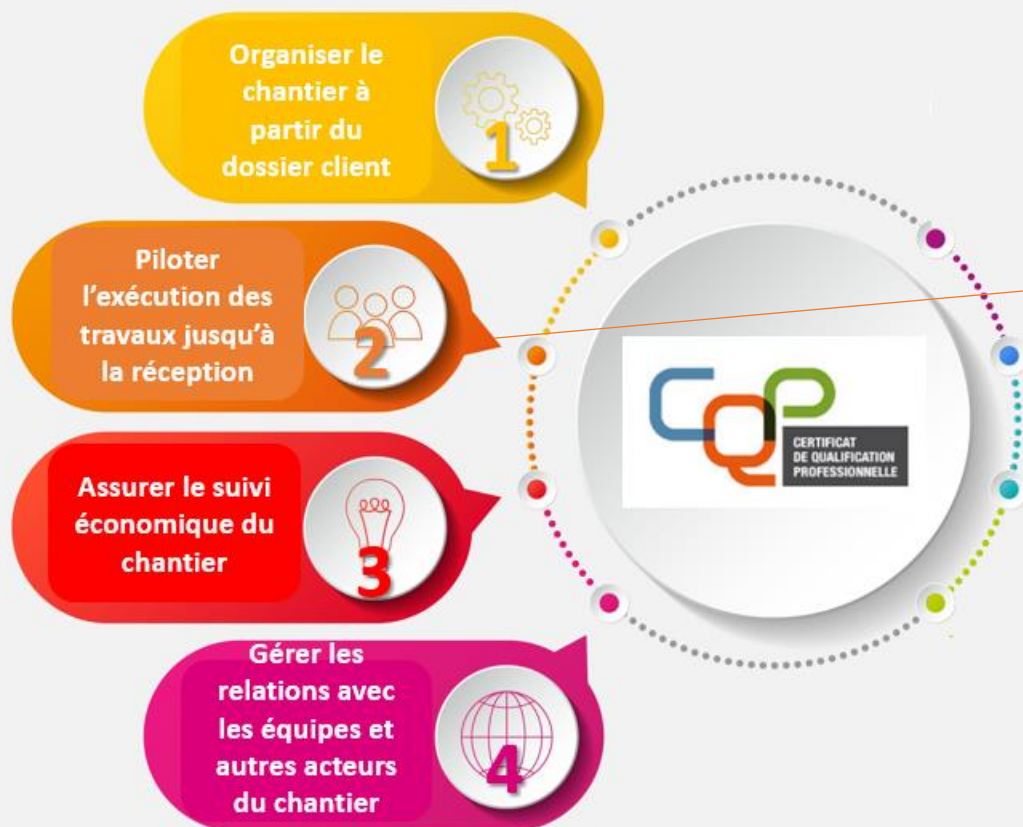 Organiser le
chantier à
partir du
dossier client
1
Piloter
l'exécution des
travaux jusqu'à
la réception
2
Assurer le suivi
économique du
chantier
3
Gérer les
relations avec
les équipes et
autres acteurs
du chantier
4
CQP
CERTIFICAT
DE QUALIFICATION
PROFESSIONNELLE